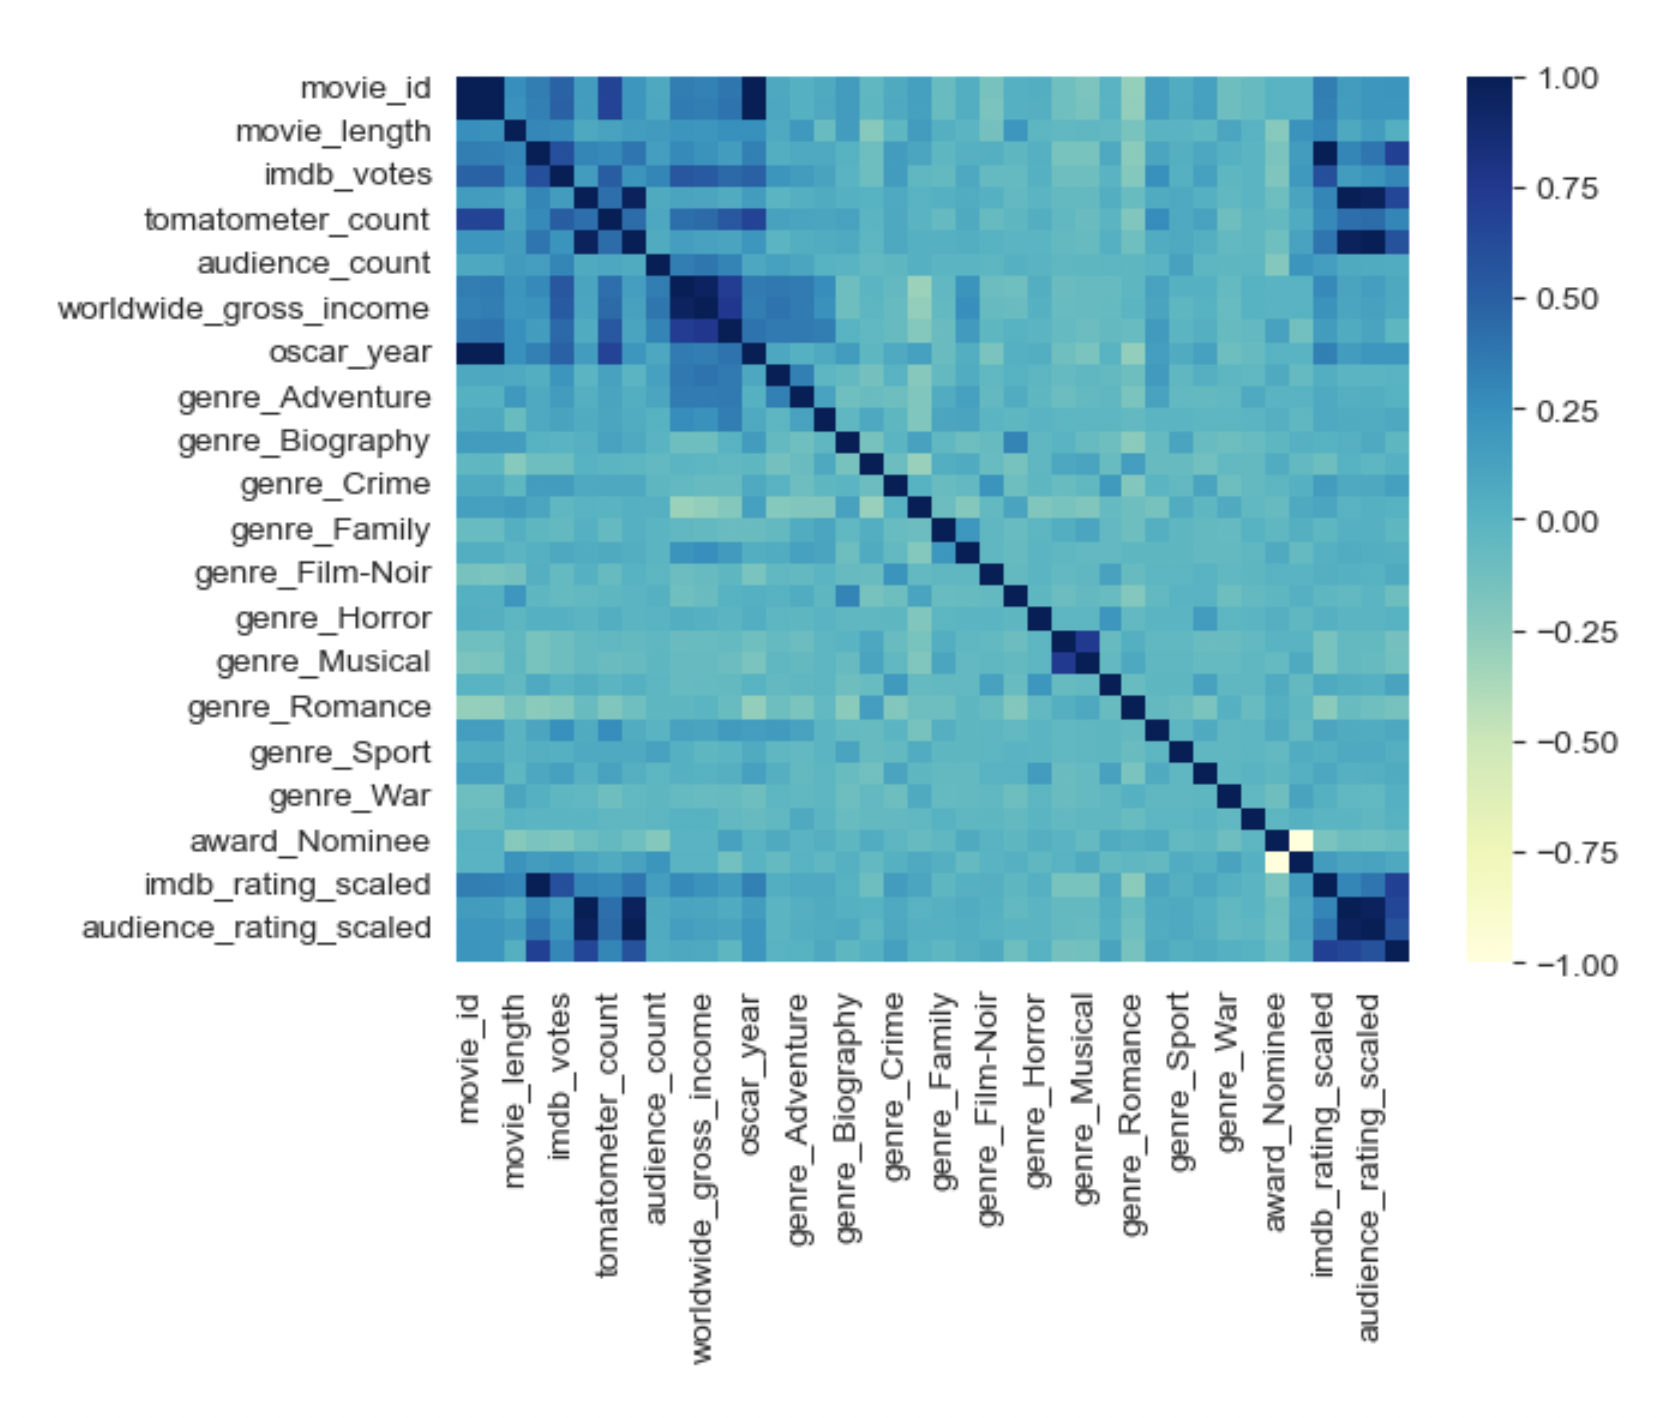 movie_id
movie_length
imdb_votes
tomatometer_count
audience_count
worldwide_gross_income
oscar_year
genre_Adventure
genre_Biography
genre_Crime
genre_Family
genre_Film-Noir
genre_Horror
genre_Musical
genre_Romance
genre_Sport
genre_War
award_Nominee
imdb_rating_scaled
audience_rating_scaled
1.00
0.75
0.50
0.25
0.00
−0.25
−0.50
−0.75
−1.00
movie_id
movie_length
imdb_votes
tomatometer_count
audience_count
worldwide_gross_income
oscar_year
genre_Adventure
genre_Biography
genre_Crime
genre_Family
genre_Film-Noir
genre_Horror
genre_Musical
genre_Romance
genre_Sport
genre_War
award_Nominee
imdb_rating_scaled
audience_rating_scaled